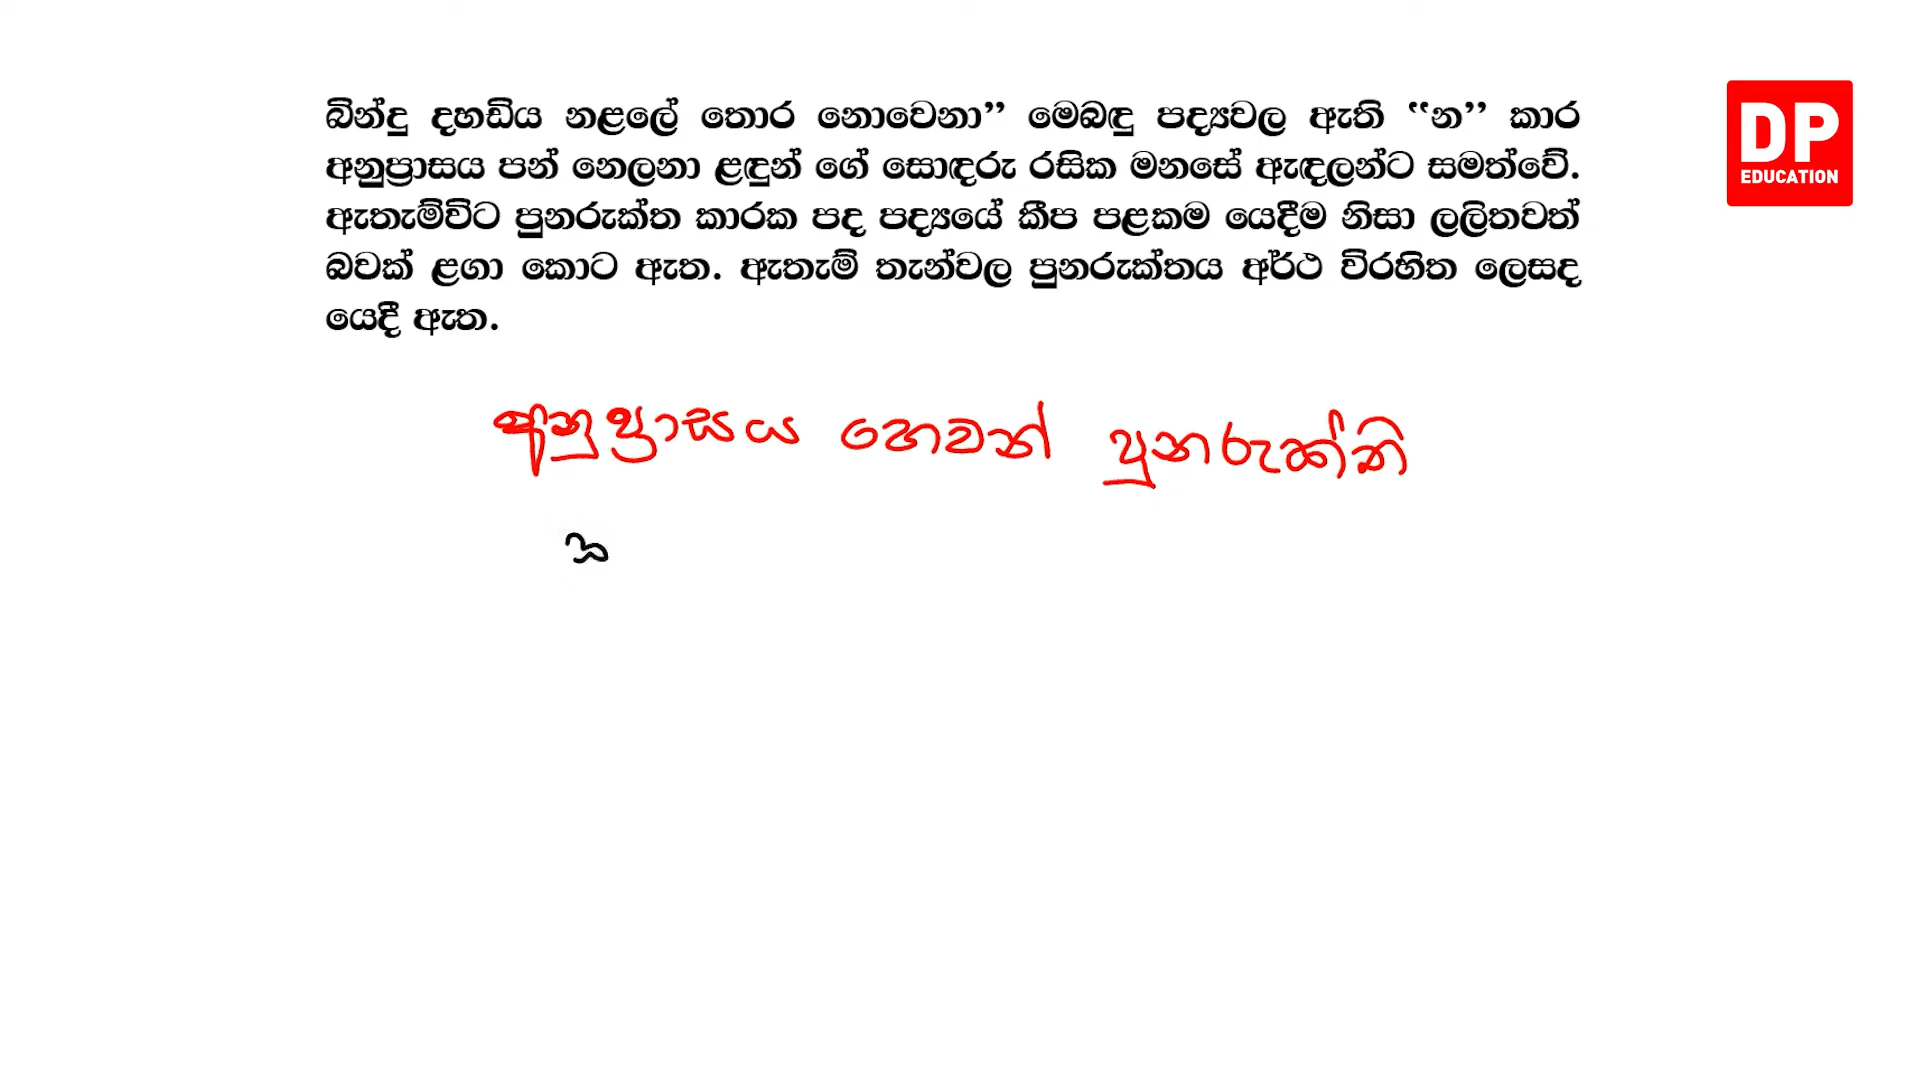 බින්දු දහඩිය නළලේ තොර නොවෙනා” මෙබඳු පද්‍යවල ඇති “න” කාර
අනුප්‍රාසය පන් නෙලනා ළඳුන් ගේ සොඳුරු රසික මනසේ ඇඳලන්ට සමත්වේ.
ඇතැම්විට පුනරුක්ත කාරක පද පද්‍යයේ කීප පළකම යෙදීම නිසා ලලිතවත්
බවක් ළගා කොට ඇත. ඇතැම් තැන්වල පුනරුක්තය අර්ථ විරහිත ලෙසද
යෙදී ඇත.
DP
EDUCATION
අනුප්‍රාසය හෙවත් පුනරුක්ති